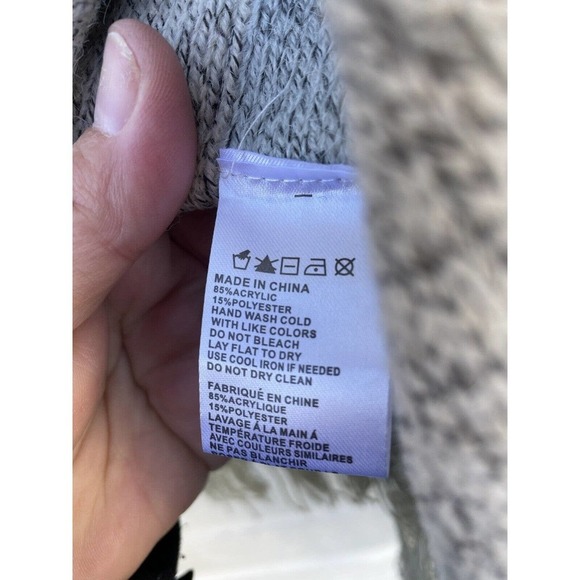 MADE IN CHINA
85%ACRYLIC
15%POLYESTER
HAND WASH COLD
WITH LIKE COLORS
DO NOT BLEACH
LAY FLAT TO DRY
USE COOL IRON IF NEEDED
DO NOT DRY CLEAN
FABRIQUÉ EN CHINE
85%ACRYLIQUE
15%POLYESTER
LAVAGE Á LA MAIN Á
TEMPÉRATURE FROIDE
AVEC COULEURS SIMILAIRES
NE PAS BLANCHIR